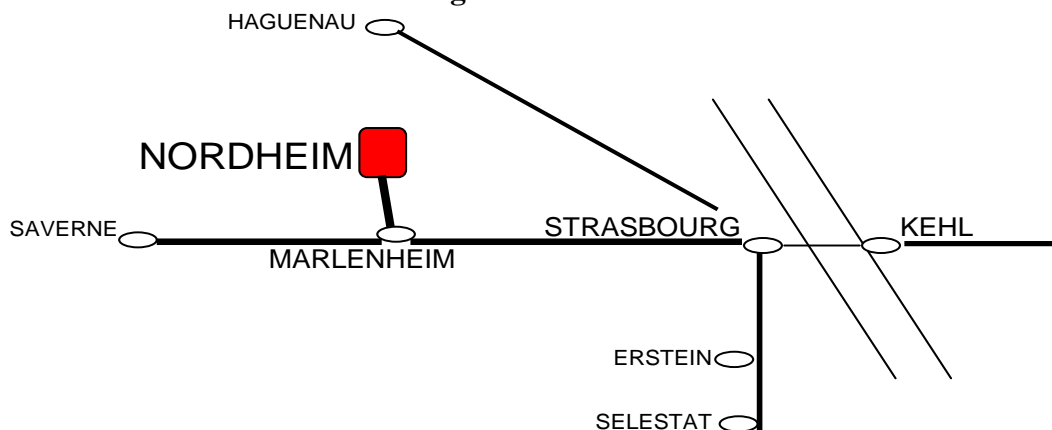 HAGUENAU
NORDHEIM
SAVERNE
STRASBOURG
KEHL
MARLENHEIM
ERSTEIN
SELESTAT